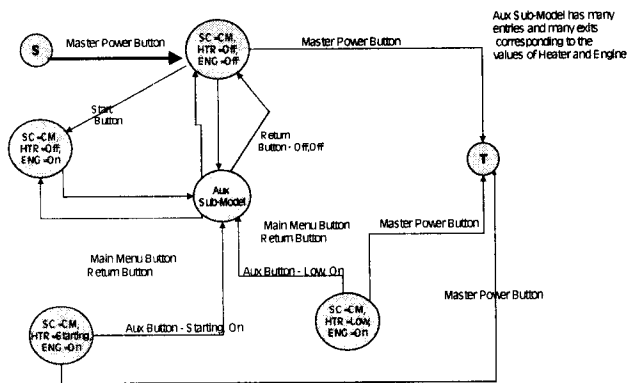 Aux Sub-Model has many
entries and many exits
corresponding to the
values of Heater and Engine
S
Master Power Button
SC =CM,
HTR =Off,
ENG =Off
Master Power Button
Start
Button
SC =CM,
HTR =Off,
ENG =On
Return
Button - Off,Off
T
Aux
Sub-Model
Main Menu Button
Return Button
Master Power Button
Main Menu Button
Return Button
Aux Button - Low, On
Master Power Button
SC =CM,
HTR =Low,
ENG =On
SC =CM,
HTR =Starting,
ENG =On
Aux Button - Starting, On